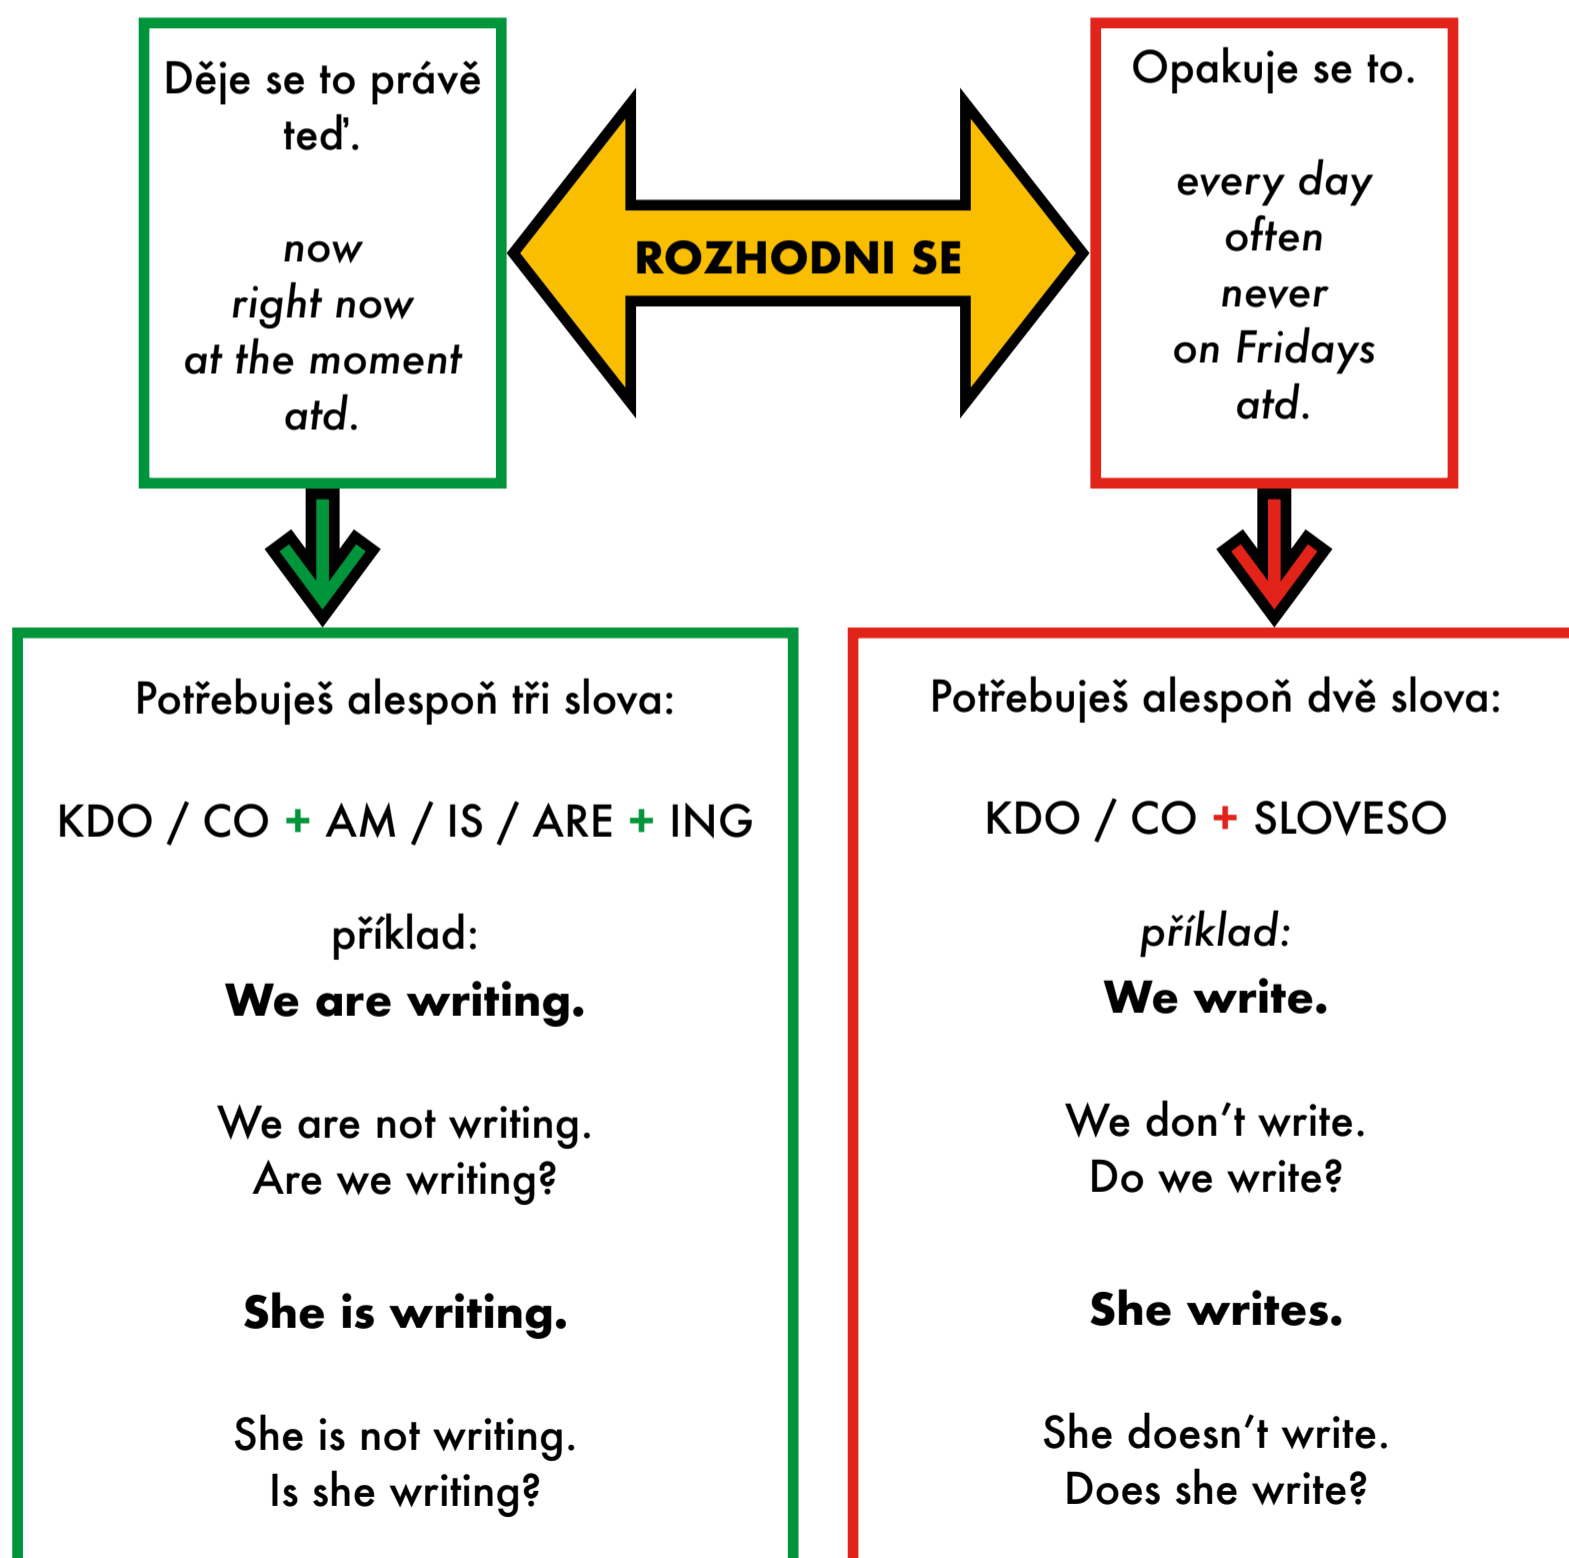 Děje se to právě
teď.
now
right now
at the moment
atd.
ROZHODNI SE
Opakuje se to.
every day
often
never
on Fridays
atd.
Potřebuješ alespoň tři slova:
KDO / CO + AM / IS / ARE + ING
příklad:
We are writing.
We are not writing.
Are we writing?
She is writing.
She is not writing.
Is she writing?
Potřebuješ alespoň dvě slova:
KDO / CO + SLOVESO
příklad:
We write.
We don't write.
Do we write?
She writes.
She doesn't write.
Does she write?